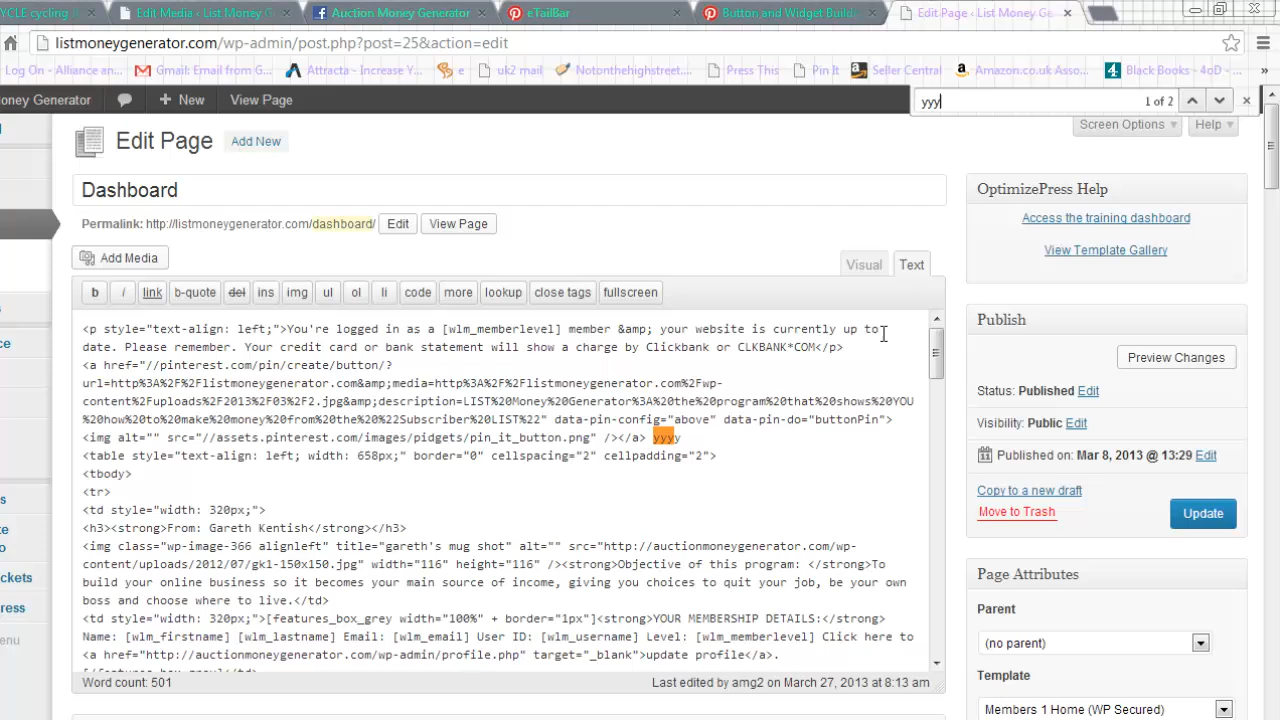 YCLE cycling
Edit Media ‹ List Money G
Auction Money Generator
eTailBar
Button and Widget Builde
Edit Page ‹ List Money Ge
listmoneygenerator.com/wp-admin/post.php?post=25&action=edit
Log On - Alliance an...
Gmail: Email from G...
Attracta - Increase Y...
e
uk2 mail
Notonthehighstreet....
Press This
Pin It
Seller Central
Amazon.co.uk Asso...
Black Books - 4oD - ...
»
oney Generator
+ New
View Page
yyy
1 of 2
Edit Page
Add New
Screen Options
Help
Dashboard
Permalink: http://listmoneygenerator.com/dashboard/
Edit
View Page
Add Media
Visual
Text
b
i
link
b-quote
del
ins
img
ul
ol
li
code
more
lookup
close tags
fullscreen
<p style="text-align: left;">You're logged in as a [wlm_memberlevel] member &amp; your website is currently up to
date. Please remember. Your credit card or bank statement will show a charge by Clickbank or CLKBANK*COM</p>
<a href="//pinterest.com/pin/create/button/?
url=http%3A%2F%2Flistmoneygenerator.com&amp;media=http%3A%2F%2Flistmoneygenerator.com%2Fwp-
content%2Fuploads%2F2013%2F03%2F2.jpg&amp;description=LIST%20Money%20Generator%3A%20the%20program%20that%20shows%20YOU
%20how%20to%20make%20money%20from%20the%20%22Subscriber%20LIST%22" data-pin-config="above" data-pin-do="buttonPin">
<img alt="" src="//assets.pinterest.com/images/pidgets/pin_it_button.png" /></a> yyyy
<table style="text-align: left; width: 658px;" border="0" cellspacing="2" cellpadding="2">
<tbody>
<tr>
<td style="width: 320px;">
<h3><strong>From: Gareth Kentish</strong></h3>
<img class="wp-image-366 alignleft" title="gareth's mug shot" alt="" src="http://auctionmoneygenerator.com/wp-
content/uploads/2012/07/gk1-150x150.jpg" width="116" height="116" /><strong>Objective of this program: </strong>To
build your online business so it becomes your main source of income, giving you choices to quit your job, be your own
boss and choose where to live.</td>
<td style="width: 320px;">[features_box_grey width="100%" + border="1px"]<strong>YOUR MEMBERSHIP DETAILS:</strong>
Name: [wlm_firstname] [wlm_lastname] Email: [wlm_email] User ID: [wlm_username] Level: [wlm_memberlevel] Click here to
<a href="http://auctionmoneygenerator.com/wp-admin/profile.php" target="_blank">update profile</a>.
[/features_box_grey]</td>
Word count: 501
Last edited by amg2 on March 27, 2013 at 8:13 am
OptimizePress Help
Access the training dashboard
View Template Gallery
Publish
Preview Changes
Status: Published Edit
Visibility: Public Edit
Published on: Mar 8, 2013 @ 13:29 Edit
Copy to a new draft
Move to Trash
Update
Page Attributes
Parent
(no parent)
Template
Members 1 Home (WP Secured)
s
ce
s
te
o
ckets
ress
enu